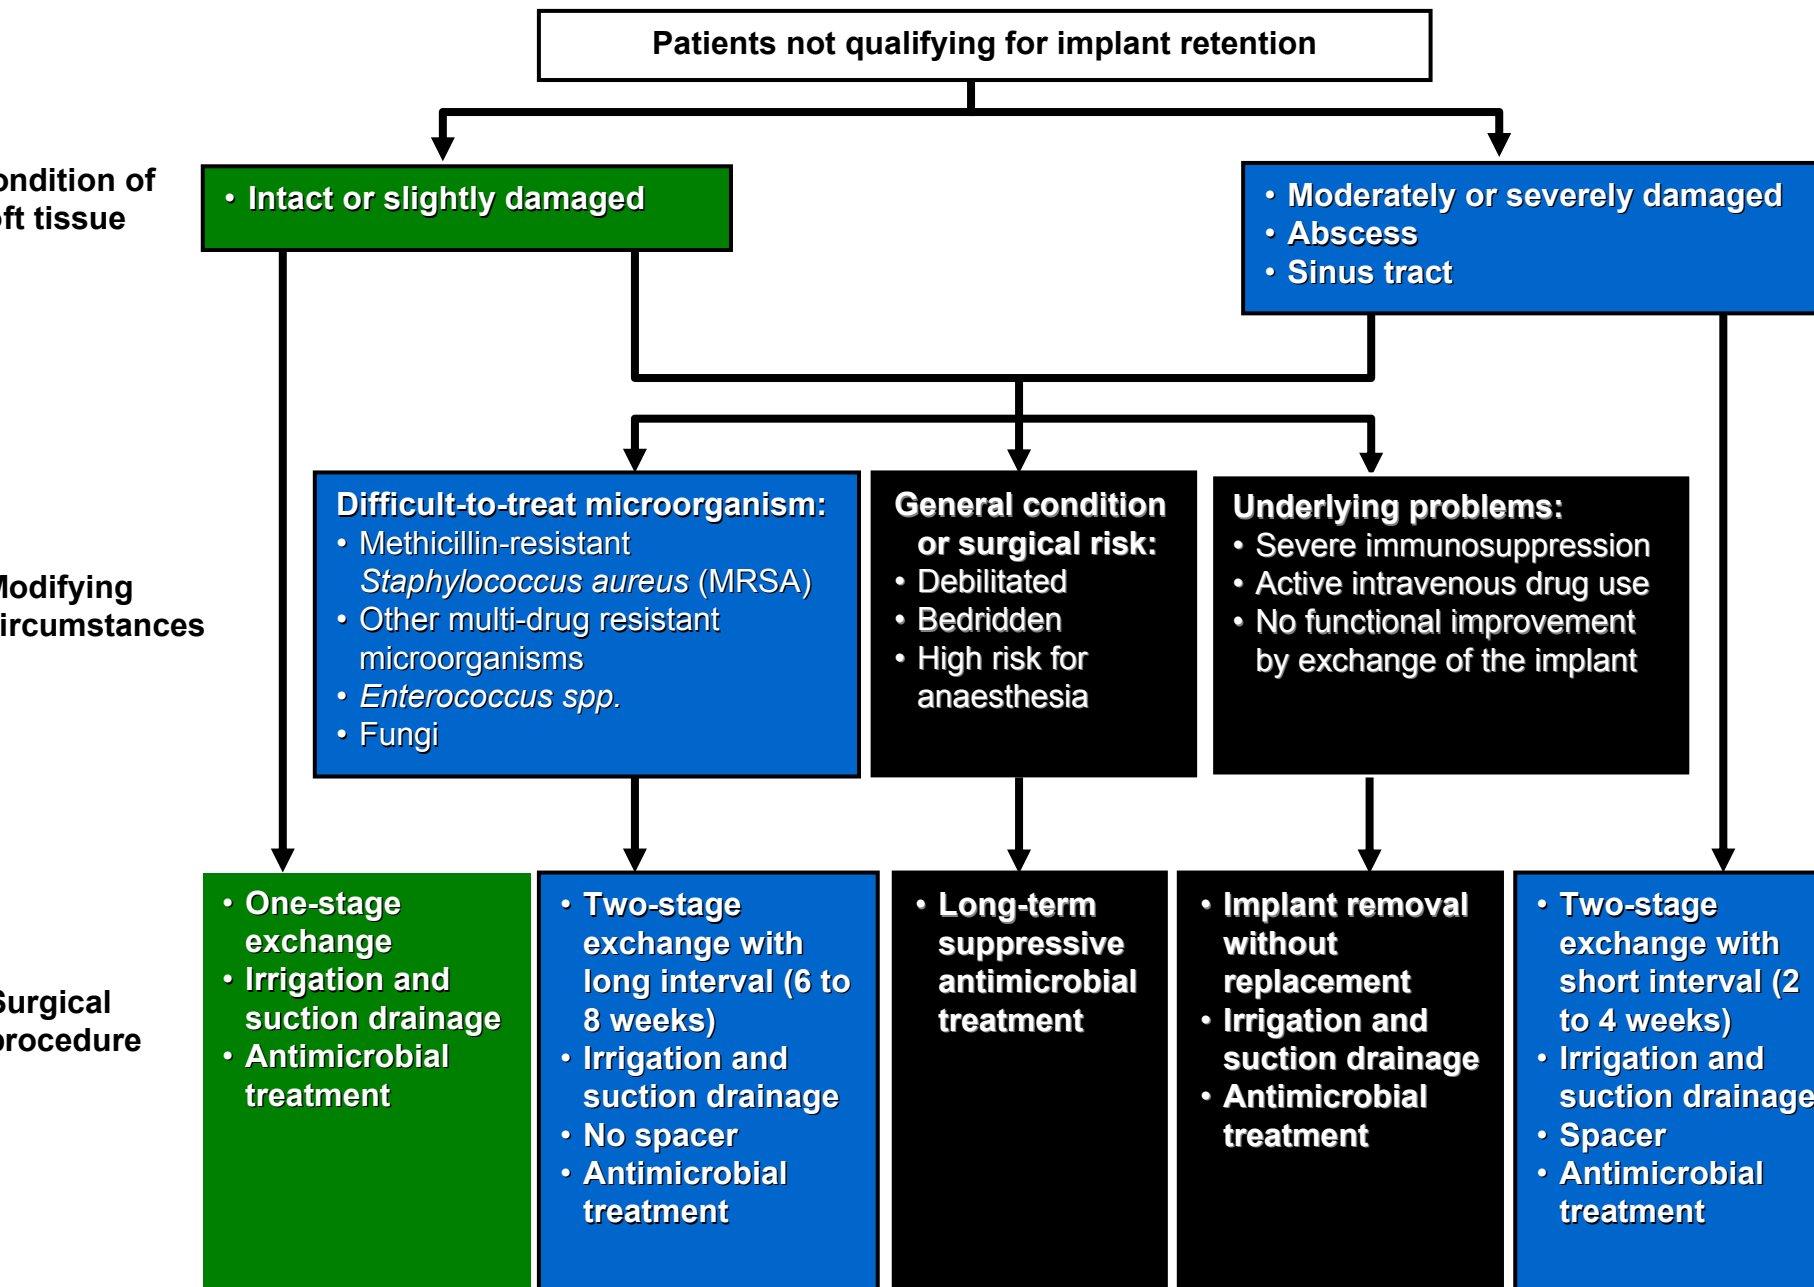 Patients not qualifying for implant retention
ondition of
oft tissue
• Intact or slightly damaged
• Moderately or severely damaged
• Abscess
• Sinus tract
Modifying
ircumstances
Difficult-to-treat microorganism:
• Methicillin-resistant
Staphylococcus aureus (MRSA)
• Other multi-drug resistant
microorganisms
• Enterococcus spp.
• Fungi
General condition
or surgical risk:
• Debilitated
• Bedridden
• High risk for
anaesthesia
Underlying problems:
• Severe immunosuppression
• Active intravenous drug use
• No functional improvement
by exchange of the implant
Surgical
procedure
• One-stage
exchange
• Irrigation and
suction drainage
• Antimicrobial
treatment
• Two-stage
exchange with
long interval (6 to
8 weeks)
• Irrigation and
suction drainage
• No spacer
• Antimicrobial
treatment
• Long-term
suppressive
antimicrobial
treatment
• Implant removal
without
replacement
• Irrigation and
suction drainage
• Antimicrobial
treatment
• Two-stage
exchange with
short interval (2
to 4 weeks)
• Irrigation and
suction drainage
• Spacer
• Antimicrobial
treatment